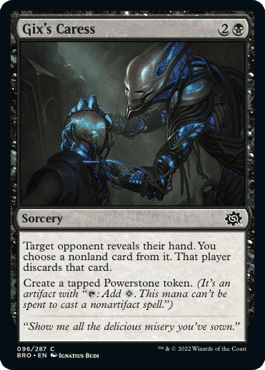 Gix's Caress 2
Sorcery
Target opponent reveals their hand. You
choose a nonland card from it. That player
discards that card.
Create a tapped Powerstone token. (It's an
artifact with “: Add . This mana can't be
spent to cast a nonartifact spell.”)
“Show me all the delicious misery you've sown.”
096/287 C
BRO • EN Ignatius Budi
™ & © 2022 Wizards of the Coast